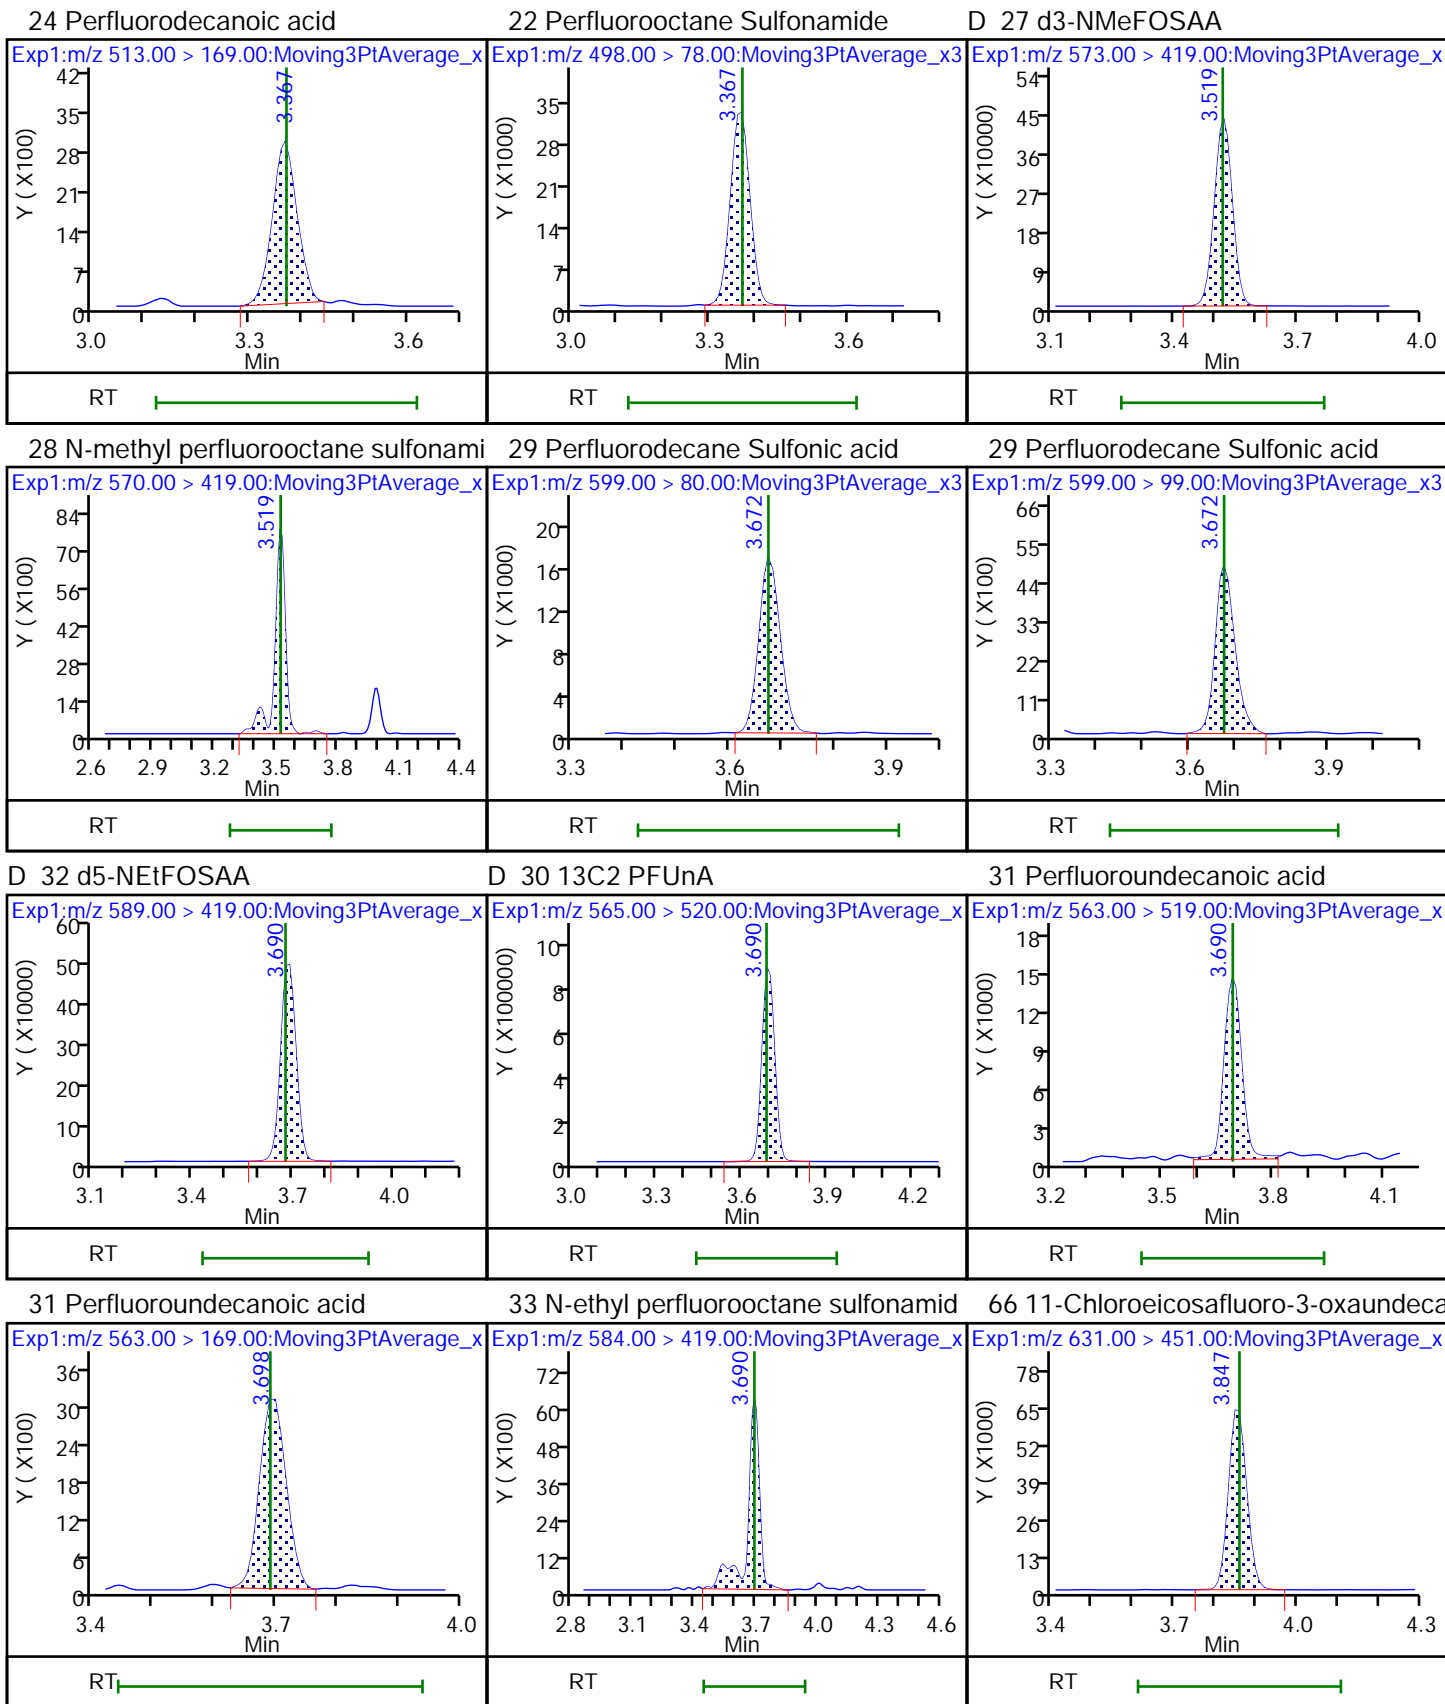 24 Perfluorodecanoic acid
Exp1:m/z 513.00 > 169.00:Moving3PtAverage_x
3.367
Y ( X100)
42
35
28
21
14
7
0
3.0 3.3 3.6
Min
RT
22 Perfluorooctane Sulfonamide
Exp1:m/z 498.00 > 78.00:Moving3PtAverage_x3
3.367
Y ( X1000)
35
28
21
14
7
0
3.0 3.3 3.6
Min
RT
D 27 d3-NMeFOSAA
Exp1:m/z 573.00 > 419.00:Moving3PtAverage_x
3.519
Y ( X10000)
54
45
36
27
18
9
0
3.1 3.4 3.7 4.0
Min
RT
28 N-methyl perfluorooctane sulfonami
Exp1:m/z 570.00 > 419.00:Moving3PtAverage_x
3.519
Y ( X100)
84
70
56
42
28
14
0
2.6 2.9 3.2 3.5 3.8 4.1 4.4
Min
RT
29 Perfluorodecane Sulfonic acid
Exp1:m/z 599.00 > 80.00:Moving3PtAverage_x3
3.672
Y ( X1000)
20
16
12
8
4
0
3.3 3.6 3.9
Min
RT
29 Perfluorodecane Sulfonic acid
Exp1:m/z 599.00 > 99.00:Moving3PtAverage_x3
3.672
Y ( X100)
66
55
44
33
22
11
0
3.3 3.6 3.9
Min
RT
D 32 d5-NEtFOSAA
Exp1:m/z 589.00 > 419.00:Moving3PtAverage_x
3.690
Y ( X10000)
60
50
40
30
20
10
0
3.1 3.4 3.7 4.0
Min
RT
D 30 13C2 PFUnA
Exp1:m/z 565.00 > 520.00:Moving3PtAverage_x
3.690
Y ( X100000)
10
8
6
4
2
0
3.0 3.3 3.6 3.9 4.2
Min
RT
31 Perfluoroundecanoic acid
Exp1:m/z 563.00 > 519.00:Moving3PtAverage_x
3.690
Y ( X1000)
18
15
12
9
6
3
0
3.2 3.5 3.8 4.1
Min
RT
31 Perfluoroundecanoic acid
Exp1:m/z 563.00 > 169.00:Moving3PtAverage_x
3.698
Y ( X100)
36
30
24
18
12
6
0
3.4 3.7 4.0
Min
RT
33 N-ethyl perfluorooctane sulfonamid
Exp1:m/z 584.00 > 419.00:Moving3PtAverage_x
3.690
Y ( X100)
72
60
48
36
24
12
0
2.8 3.1 3.4 3.7 4.0 4.3 4.6
Min
RT
66 11-Chloroeicosafluoro-3-oxaundeca
Exp1:m/z 631.00 > 451.00:Moving3PtAverage_x
3.847
Y ( X1000)
78
65
52
39
26
13
0
3.4 3.7 4.0 4.3
Min
RT